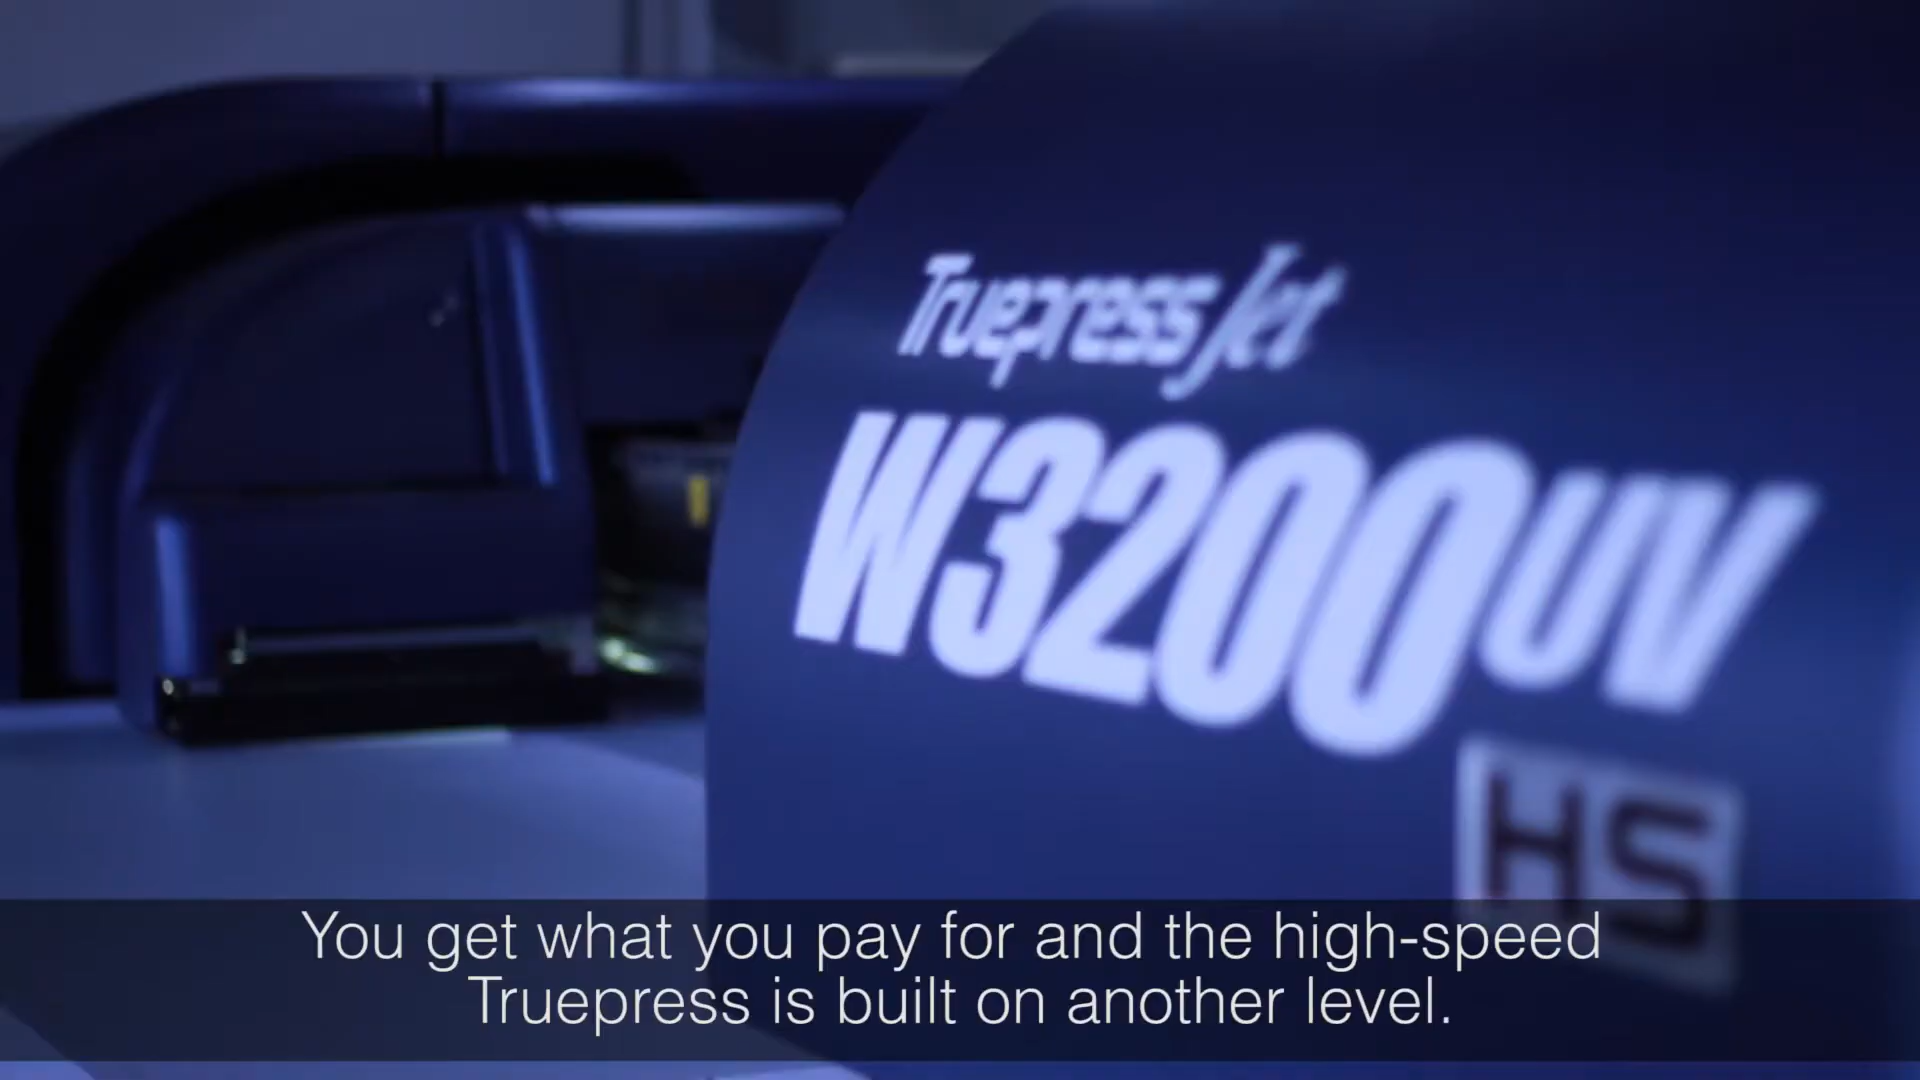 Truepress Jet
W3200UV
HS
You get what you pay for and the high-speed
Truepress is built on another level.